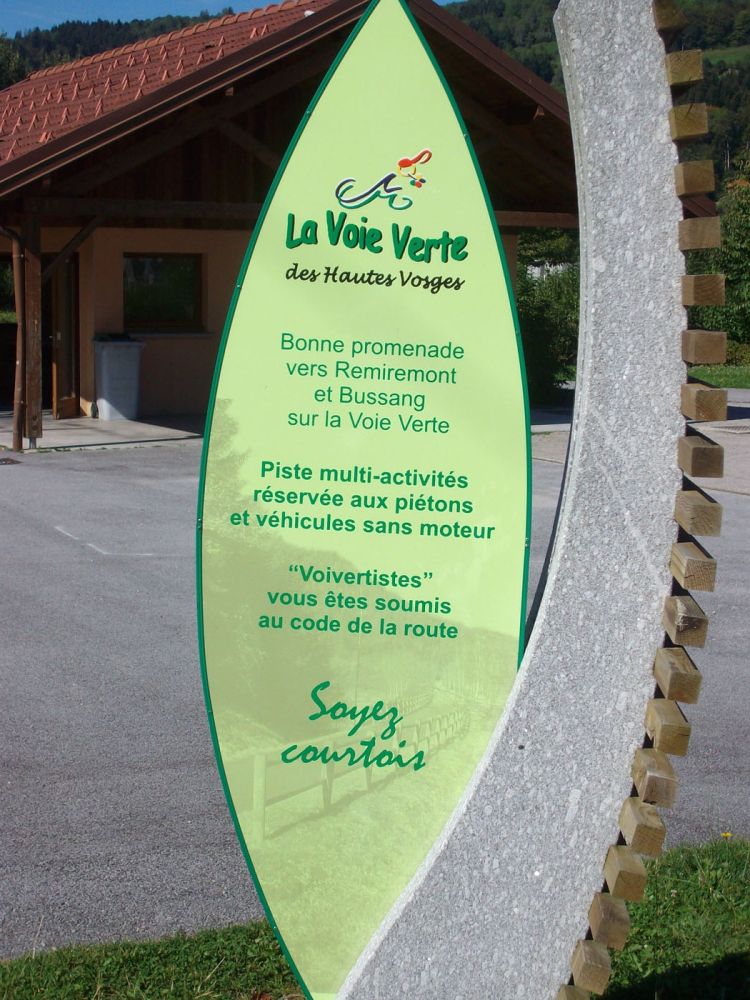 La Voie Verte
des Hautes Vosges
Bonne promenade
vers Remiremont
et Bussang
sur la Voie Verte
Piste multi-activités
réservée aux piétons
et véhicules sans moteur
“Voivertistes”
vous êtes soumis
au code de la route
Soyez
courtois